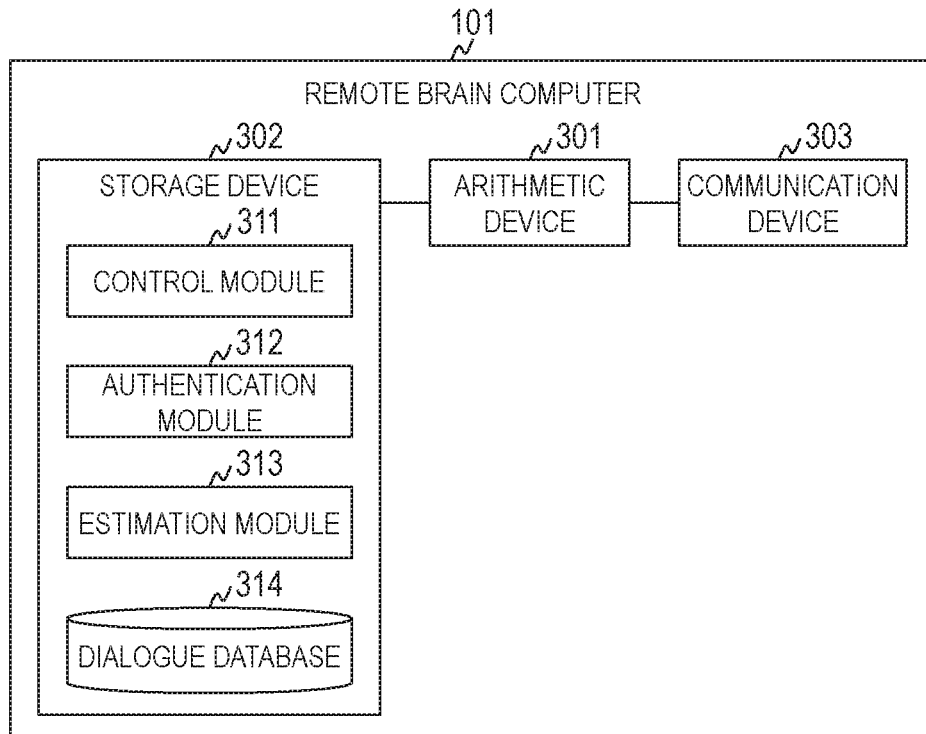 101
REMOTE BRAIN COMPUTER
302
STORAGE DEVICE
311
CONTROL MODULE
312
AUTHENTICATION
MODULE
313
ESTIMATION MODULE
314
DIALOGUE DATABASE
301
ARITHMETIC
DEVICE
303
COMMUNICATION
DEVICE